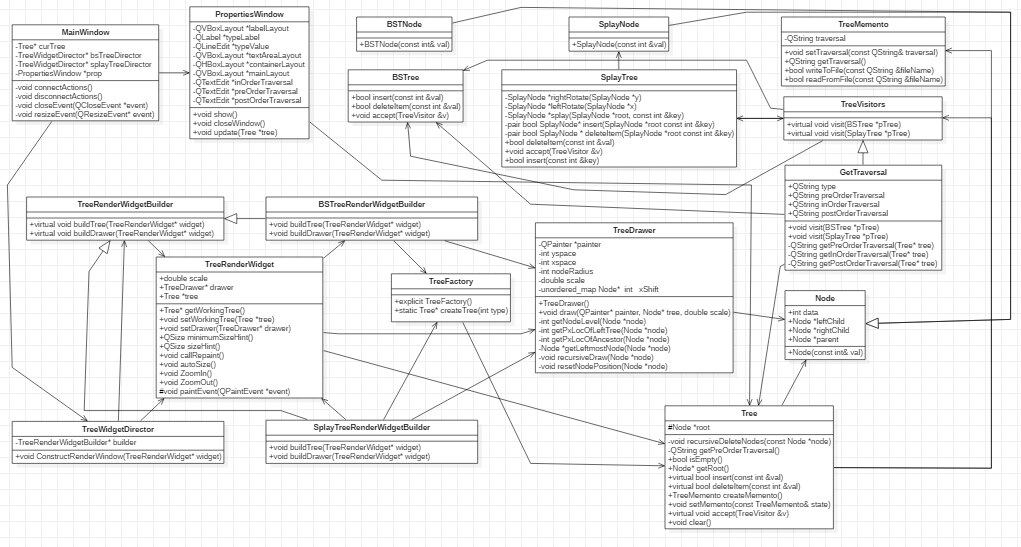 MainWindow
-Tree* curTree
-TreeWidgetDirector* bsTreeDirector
-TreeWidgetDirector* splayTreeDirector
-PropertiesWindow *prop
-void connectActions()
-void disconnectActions()
-void closeEvent(QCloseEvent *event)
-void resizeEvent(QResizeEvent* event)
PropertiesWindow
-QVBoxLayout *labelLayout
-QLabel *typeLabel
-QLineEdit *typeValue
-QVBoxLayout *textAreaLayout
-QHBoxLayout *containerLayout
-QVBoxLayout *mainLayout
-QTextEdit *inOrderTraversal
-QTextEdit *preOrderTraversal
-QTextEdit *postOrderTraversal
+void show()
+void closeWindow()
+void update(Tree *tree)
BSTNode
+BSTNode(const int& val)
SplayNode
+SplayNode(const int &val)
TreeMemento
-QString traversal
+void setTraversal(const QString& traversal)
+QString getTraversal()
+bool writeToFile(const QString &fileName)
+bool readFromFile(const QString &fileName)
BSTree
+bool insert(const int &val)
+bool deleteItem(const int &val)
+void accept(TreeVisitor &v)
SplayTree
-SplayNode *rightRotate(SplayNode *y)
-SplayNode *leftRotate(SplayNode *x)
-SplayNode *splay(SplayNode *root, const int &key)
-pair bool SplayNode* insert(SplayNode *root const int &key)
-pair bool SplayNode * deleteItem(SplayNode *root const int &key)
+bool deleteItem(const int &val)
+void accept(TreeVisitor &v)
+bool insert(const int &key)
TreeVisitors
+virtual void visit(BSTree *pTree)
+virtual void visit(SplayTree *pTree)
GetTraversal
+QString type
+QString preOrderTraversal
+QString inOrderTraversal
+QString postOrderTraversal
+void visit(BSTree *pTree)
+void visit(SplayTree *pTree)
-QString getPreOrderTraversal(Tree* tree)
-QString getInOrderTraversal(Tree* tree)
-QString getPostOrderTraversal(Tree* tree)
TreeRenderWidgetBuilder
+virtual void buildTree(TreeRenderWidget* widget)
+virtual void buildDrawer(TreeRenderWidget* widget)
BSTreeRenderWidgetBuilder
+void buildTree(TreeRenderWidget* widget)
+void buildDrawer(TreeRenderWidget* widget)
TreeDrawer
-QPainter *painter
-int yspace
-int xspace
-int nodeRadius
-double scale
-unordered_map Node* int xShift
+TreeDrawer()
+void draw(QPainter* painter, Node* tree, double scale)
-int getNodeLevel(Node *node)
-int getPxLocOfLeftTree(Node *node)
-int getPxLocOfAncestor(Node *node)
-Node *getLeftmostNode(Node *node)
-void recursiveDraw(Node *node)
-void resetNodePosition(Node *node)
TreeRenderWidget
+double scale
+TreeDrawer* drawer
+Tree *tree
+Tree* getWorkingTree()
+void setWorkingTree(Tree* tree)
+void setDrawer(TreeDrawer* drawer)
+QSize minimumSizeHint()
+QSize sizeHint()
+void callRepaint()
+void autoSize()
+void ZoomIn()
+void ZoomOut()
#void paintEvent(QPaintEvent *event)
TreeFactory
+explicit TreeFactory()
+static Tree* createTree(int type)
Node
+int data
+Node *leftChild
+Node *rightChild
+Node *parent
+Node(const int& val)
TreeWidgetDirector
-TreeRenderWidgetBuilder* builder
+void ConstructRenderWindow(TreeRenderWidget* widget)
SplayTreeRenderWidgetBuilder
+void buildTree(TreeRenderWidget* widget)
+void buildDrawer(TreeRenderWidget* widget)
Tree
#Node *root
-void recursiveDeleteNodes(const Node *node)
-QString getPreOrderTraversal()
+bool isEmpty()
+Node* getRoot()
+virtual bool insert(const int &val)
+virtual bool deleteItem(const int &val)
+TreeMemento createMemento()
+void setMemento(const TreeMemento& state)
+virtual void accept(TreeVisitor &v)
+void clear()